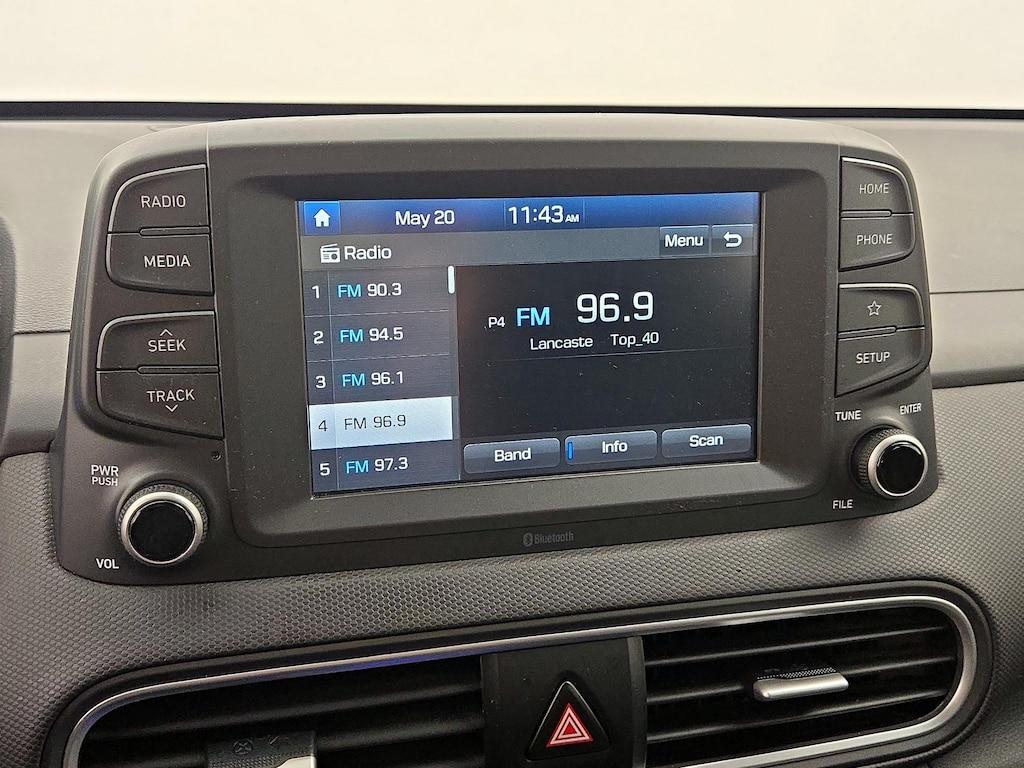 RADIO
MEDIA
SEEK
TRACK
PWR
PUSH
VOL
May 20 11:43 AM
Radio Menu
1 FM 90.3
2 FM 94.5
3 FM 96.1
4 FM 96.9
5 FM 97.3
P4 FM 96.9
Lancaste Top_40
Band Info Scan
HOME
PHONE
SETUP
TUNE ENTER
FILE
Bluetooth